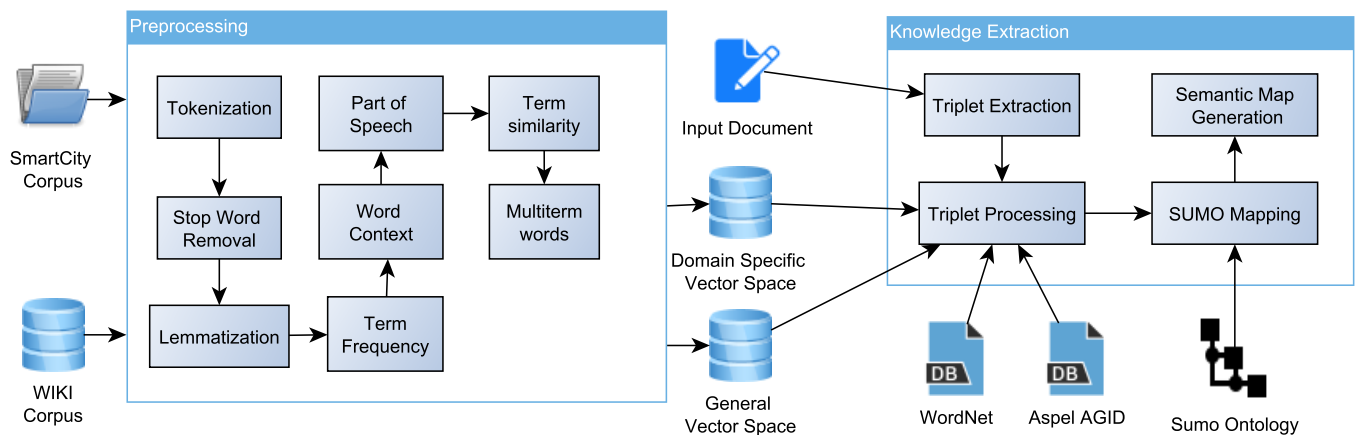 Preprocessing
SmartCity
Corpus
WIKI
Corpus
Tokenization
Stop Word
Removal
Lemmatization
Term
Frequency
Word
Context
Part of
Speech
Term
similarity
Multiterm
words
Input Document
Domain Specific
Vector Space
General
Vector Space
Knowledge Extraction
Triplet Extraction
Triplet Processing
SUMO Mapping
Semantic Map
Generation
DB
WordNet
DB
Aspel AGID
Sumo Ontology